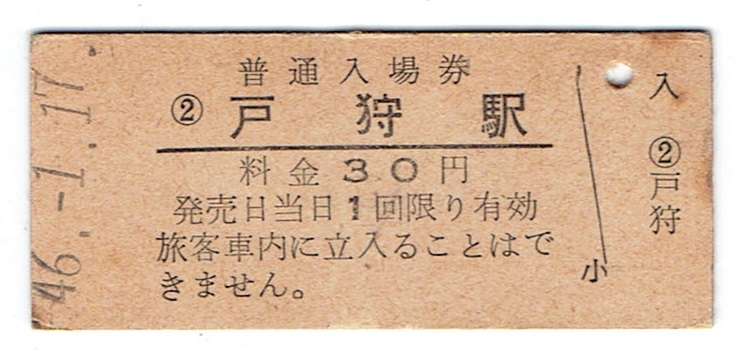 46.-1.17.
普通入場券
② 戸狩駅
料金30円
発売日当日1回限り有効
旅客車内に立入ることはで
きません。
小
入
②戸狩